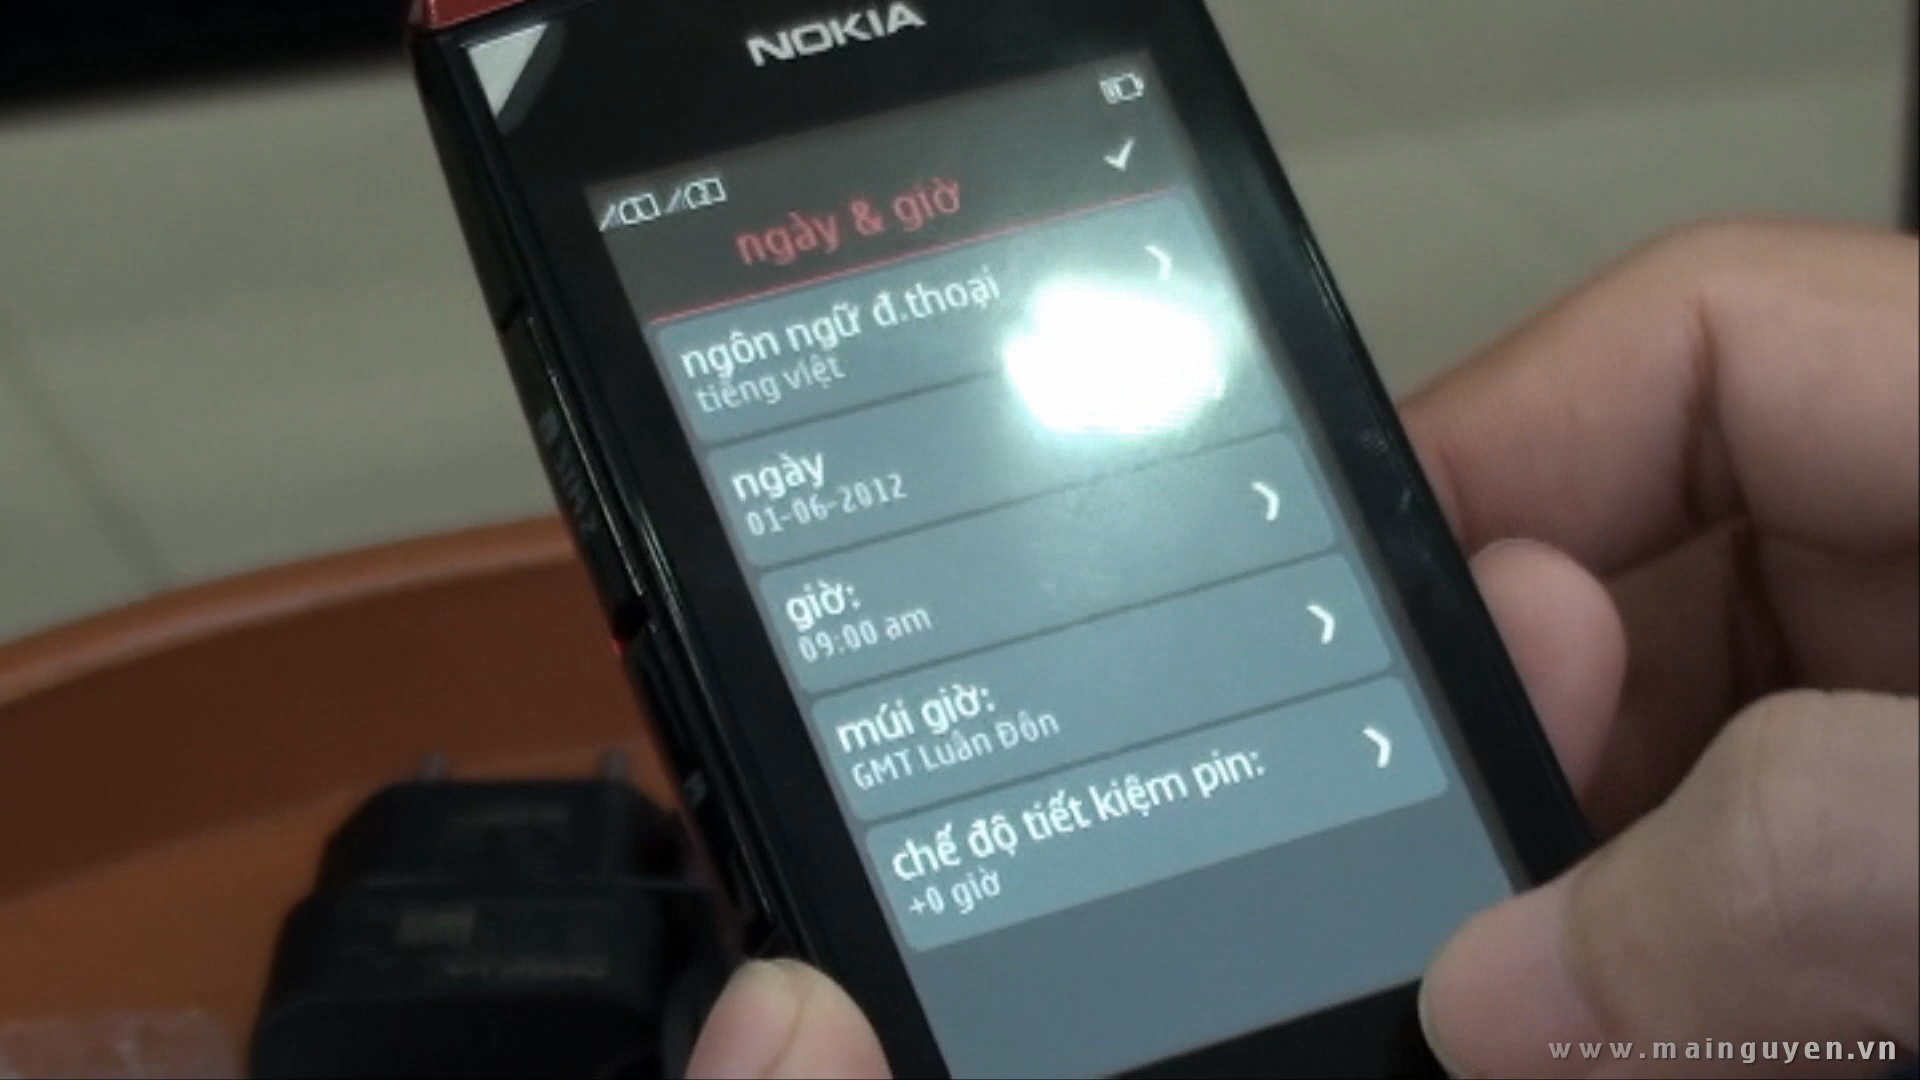 NOKIA
ngày & giờ
ngôn ngữ đ.thoại
tiếng việt
ngày
01-06-2012
giờ:
09:00 am
múi giờ:
GMT Luân Đôn
chế độ tiết kiệm pin:
+0 giờ
www.mainguyen.vn